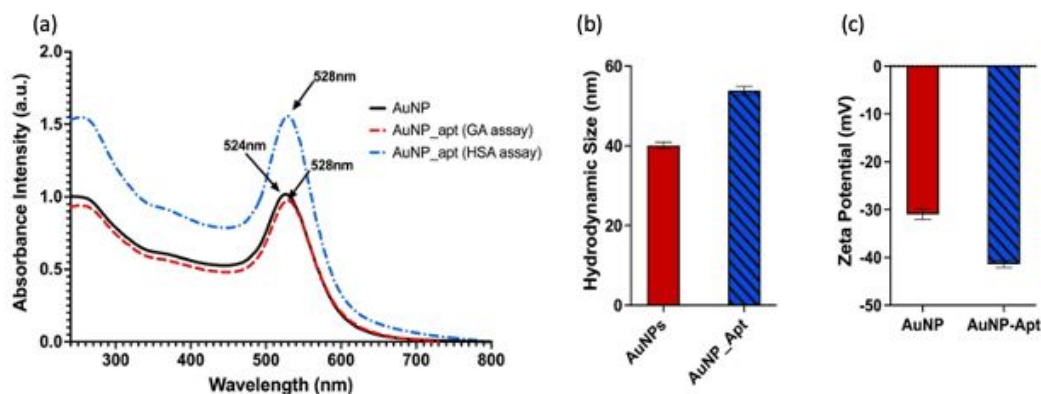 (a)
Absorbance Intensity (a.u.)
2.0
1.5
1.0
0.5
0.0
300
400
500
600
700
800
Wavelength (nm)
528nm
524nm
528nm
AuNP
AuNP_apt (GA assay)
AuNP_apt (HSA assay)
(b)
Hydrodynamic Size (nm)
60
40
20
0
AuNPs
AuNP_Apt
(c)
Zeta Potential (mV)
0
-10
-20
-30
-40
-50
AuNP
AuNP-Apt